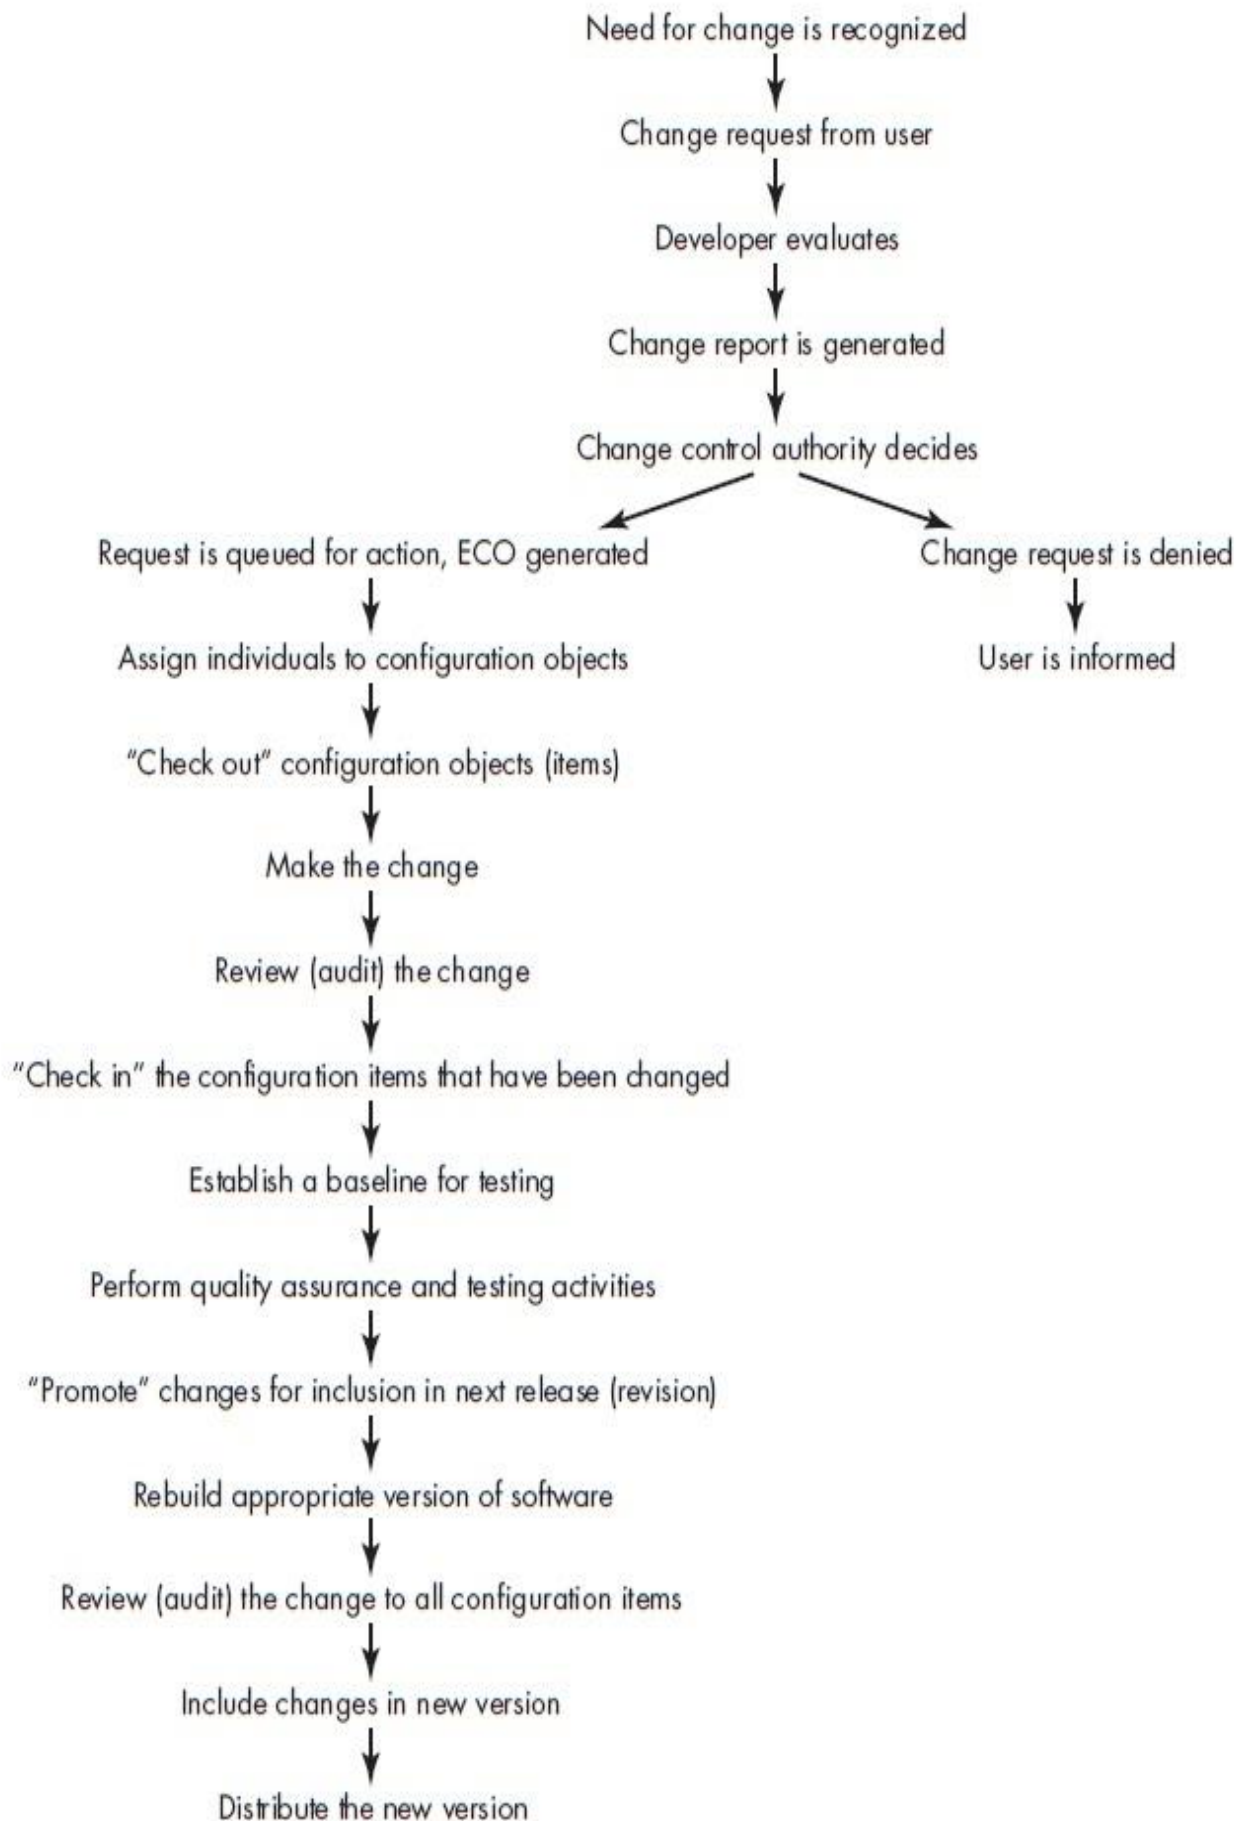 Need for change is recognized
Change request from user
Developer evaluates
Change report is generated
Change control authority decides
Request is queued for action, ECO generated
Change request is denied
Assign individuals to configuration objects
User is informed
“Check out” configuration objects (items)
Make the change
Review (audit) the change
“Check in” the configuration items that have been changed
Establish a baseline for testing
Perform quality assurance and testing activities
“Promote” changes for inclusion in next release (revision)
Rebuild appropriate version of software
Review (audit) the change to all configuration items
Include changes in new version
Distribute the new version